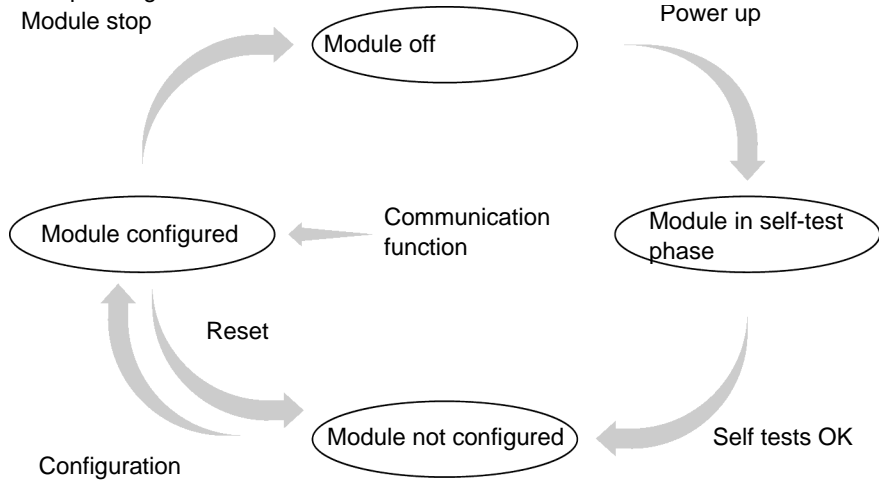 Module stop
Module off
Power up
Module configured
Communication
function
Module in self-test
phase
Reset
Module not configured
Self tests OK
Configuration